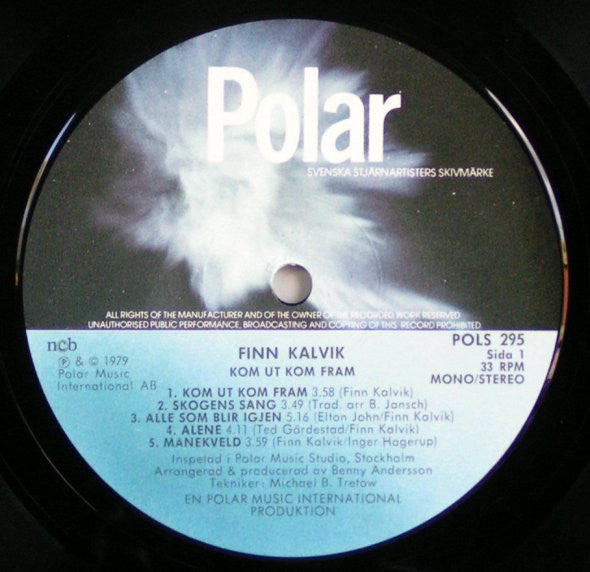 Polar
SVENSKA STJÄRNARTISTERS SKIVMÄRKE
ALL RIGHTS OF THE MANUFACTURER AND OF THE OWNER OF THE RECORDED WORK RESERVED
UNAUTHORISED PUBLIC PERFORMANCE, BROADCASTING AND COPYING OF THIS RECORD PROHIBITED
ncb
℗ & © 1979
Polar Music
International AB
FINN KALVIK
KOM UT KOM FRAM
POLS 295
Sida 1
33 RPM
MONO/STEREO
1. KOM UT KOM FRAM 3.58 (Finn Kalvik)
2. SKOGENS SANG 3.49 (Trad. arr B. Jansch)
3. ALLE SOM BLIR IGJEN 5.16 (Elton John/Finn Kalvik)
4. ALENE 4.11 (Ted Gärdestad/Finn Kalvik)
5. MANEKVELD 3.59 (Finn Kalvik/Inger Hagerup)
Inspelad i Polar Music Studio, Stockholm
Arrangerad & producerad av Benny Andersson
Tekniker: Michael B. Tretow
EN POLAR MUSIC INTERNATIONAL
PRODUKTION